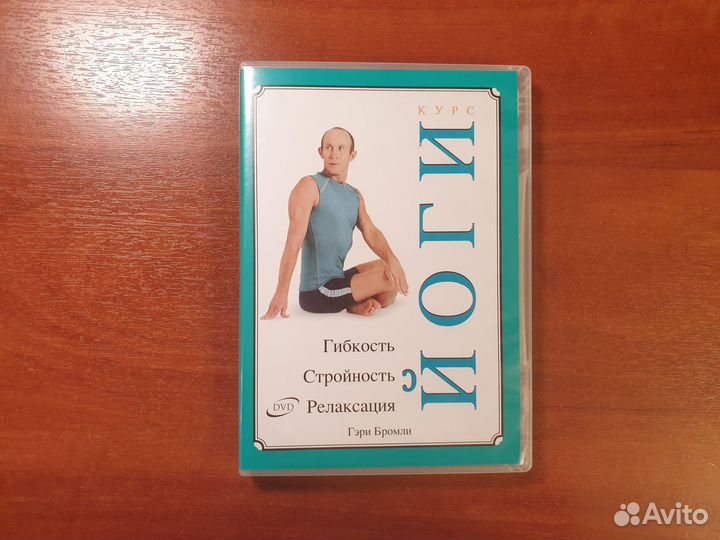 КУРС
ЙОГИ
Гибкость
Стройность
DVD Релаксация
Гэри Бромли
Avito